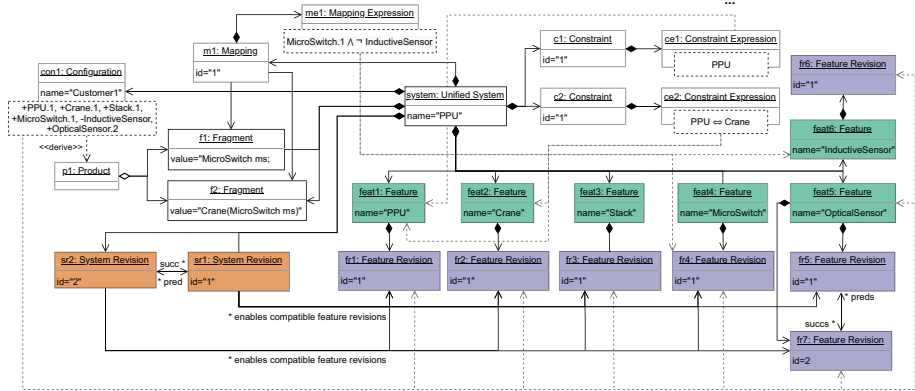 ...
me1: Mapping Expression
MicroSwitch.1 ∧ ¬ InductiveSensor
m1: Mapping
id="1"
c1: Constraint
id="1"
ce1: Constraint Expression
PPU
con1: Configuration
name="Customer1"
+PPU.1, +Crane.1, +Stack.1,
+MicroSwitch.1, -InductiveSensor,
+OpticalSensor.2
system: Unified System
name="PPU"
c2: Constraint
id="1"
ce2: Constraint Expression
PPU ⇔ Crane
fr6: Feature Revision
id="1"
feat6: Feature
name="InductiveSensor"
<<derive>>
f1: Fragment
value="MicroSwitch ms;
p1: Product
f2: Fragment
value="Crane(MicroSwitch ms)"
feat1: Feature
name="PPU"
feat2: Feature
name="Crane"
feat3: Feature
name="Stack"
feat4: Feature
name="MicroSwitch"
feat5: Feature
name="OpticalSensor"
sr2: System Revision
id="2"
succ *
* pred
sr1: System Revision
id="1"
fr1: Feature Revision
id="1"
fr2: Feature Revision
id="1"
fr3: Feature Revision
id="1"
fr4: Feature Revision
id="1"
fr5: Feature Revision
id="1"
* preds
* enables compatible feature revisions
succs *
fr7: Feature Revision
id=2
* enables compatible feature revisions